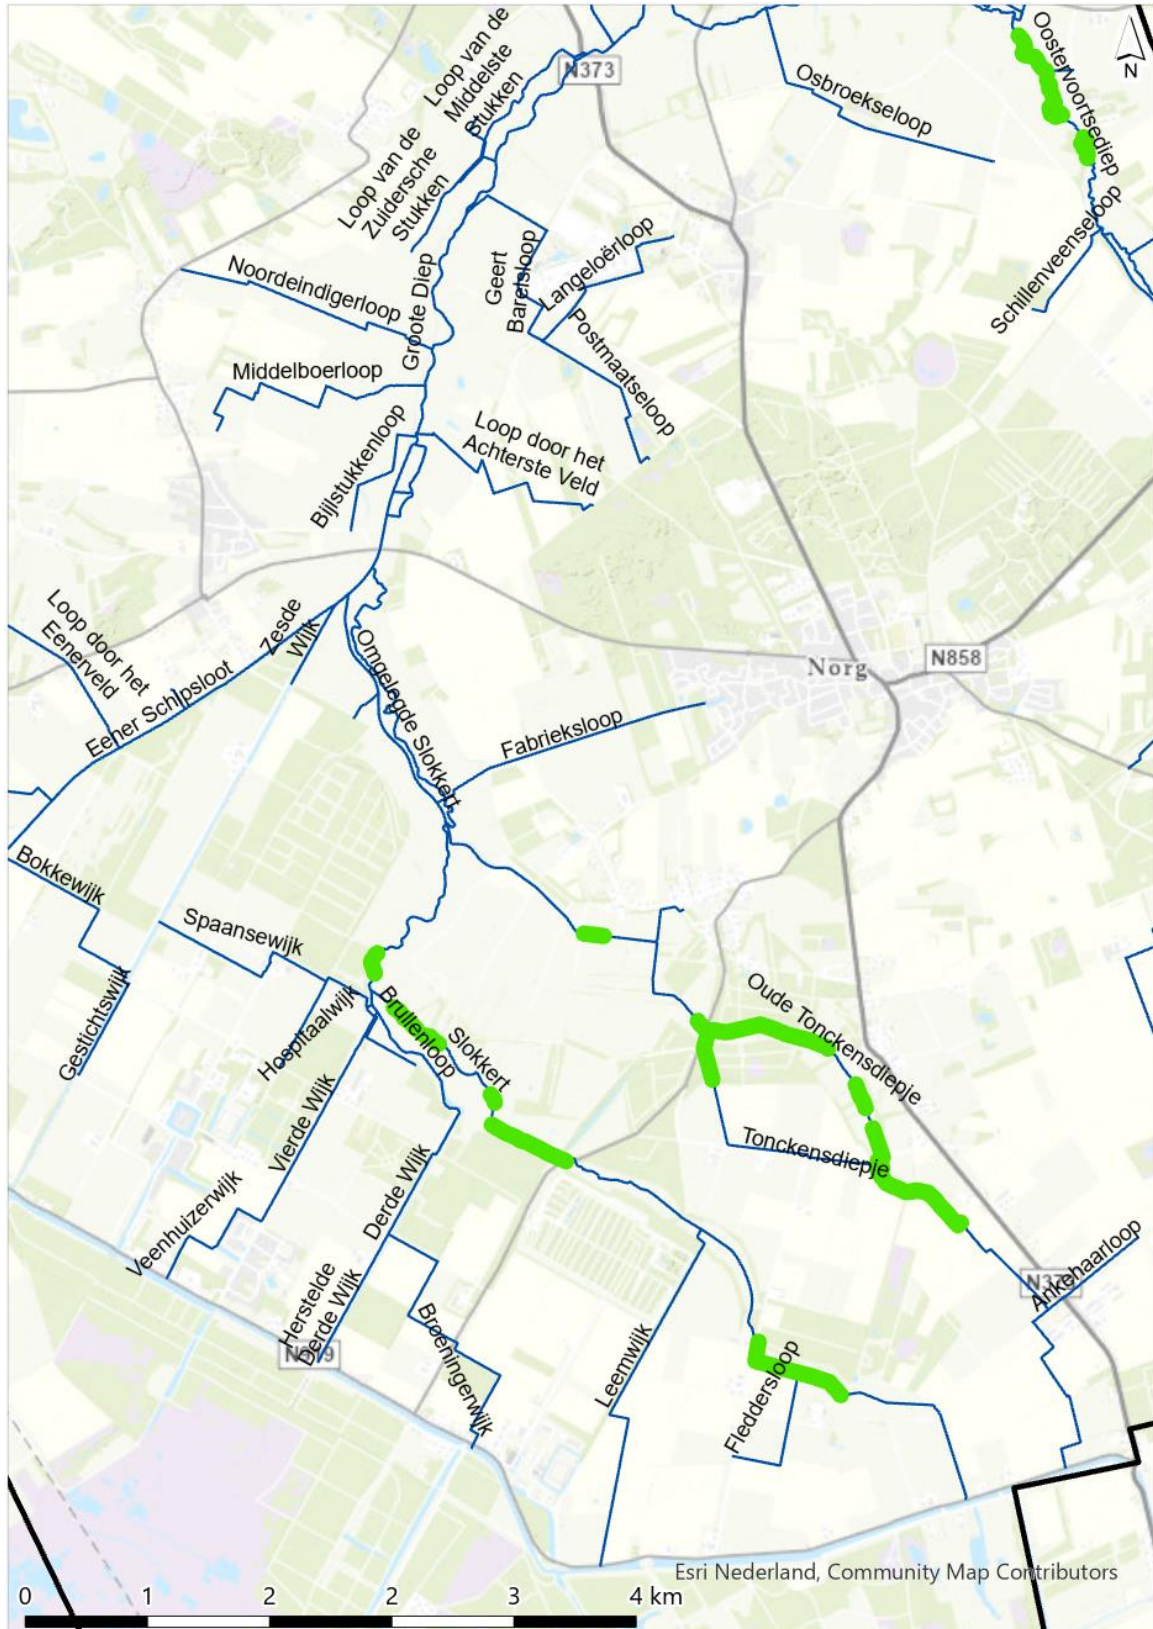 Oostervoortsediep
N
Loop van de
Middelste
Stukken
N373
Osbroekseloop
Loop van de
Zuidersche
Stukken
Schillenveenseloop
Noordeindigerloop
Groote Diep
Geert
Barelsloop
Langeloërloop
Postmaatseloop
Middelboerloop
Bijlstukkenloop
Loop door het
Achterste Veld
Zesde
Wijk
Loop door het
Eenerveld
Eener Schipsloot
Omgelegde Slokkert
Norg
N858
Fabrieksloop
Bokkewijk
Spaansewijk
Gestichtswijk
Hospitaalwijk
Brullenloop
Slokkert
Oude Tonckensdiepje
Tonckensdiepje
Vierde Wijk
Derde Wijk
Veenhuizerwijk
Herstelde
Derde Wijk
N919
Broeningerwijk
Leemwijk
Fleddersloop
Ankehaarloop
Esri Nederland, Community Map Contributors
0 1 2 2 3 4 km